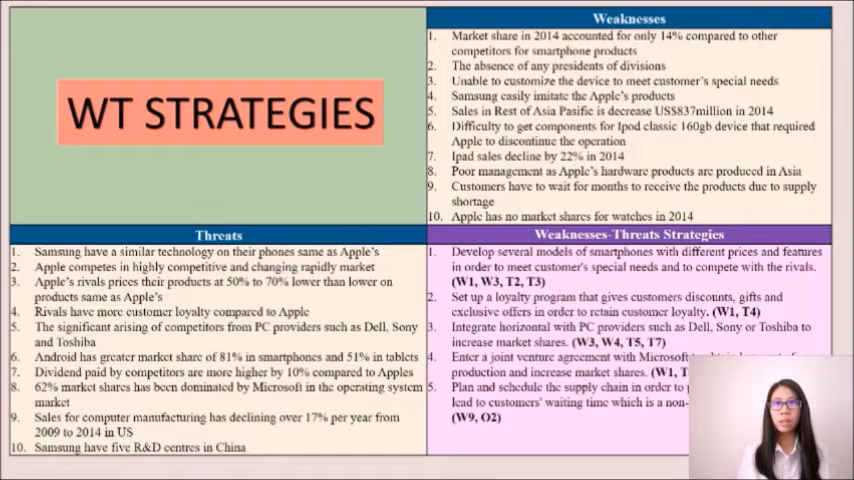 WT STRATEGIES
Weaknesses
1. Market share in 2014 accounted for only 14% compared to other
competitors for smartphone products
2. The absence of any presidents of divisions
3. Unable to customize the device to meet customer's special needs
4. Samsung easily imitate the Apple's products
5. Sales in Rest of Asia Pasific is decrease US$837million in 2014
6. Difficulty to get components for Ipod classic 160gb device that required
Apple to discontinue the operation
7. Ipad sales decline by 22% in 2014
8. Poor management as Apple's hardware products are produced in Asia
9. Customers have to wait for months to receive the products due to supply
shortage
10. Apple has no market shares for watches in 2014
Threats
1. Samsung have a similar technology on their phones same as Apple's
2. Apple competes in highly competitive and changing rapidly market
3. Apple's rivals prices their products at 50% to 70% lower than lower on
products same as Apple's
4. Rivals have more customer loyalty compared to Apple
5. The significant arising of competitors from PC providers such as Dell, Sony
and Toshiba
6. Android has greater market share of 81% in smartphones and 51% in tablets
7. Dividend paid by competitors are more higher by 10% compared to Apples
8. 62% market shares has been dominated by Microsoft in the operating system
market
9. Sales for computer manufacturing has declining over 17% per year from
2009 to 2014 in US
10. Samsung have five R&D centres in China
Weaknesses-Threats Strategies
1. Develop several models of smartphones with different prices and features
in order to meet customer's special needs and to compete with the rivals.
(W1, W3, T2, T3)
2. Set up a loyalty program that gives customers discounts, gifts and
exclusive offers in order to retain customer loyalty. (W1, T4)
3. Integrate horizontal with PC providers such as Dell, Sony or Toshiba to
increase market shares. (W3, W4, T5, T7)
4. Enter a joint venture agreement with Microsoft
production and increase market shares. (W1,
5. Plan and schedule the supply chain in order to
lead to customers' waiting time which is a
(W9, O2)